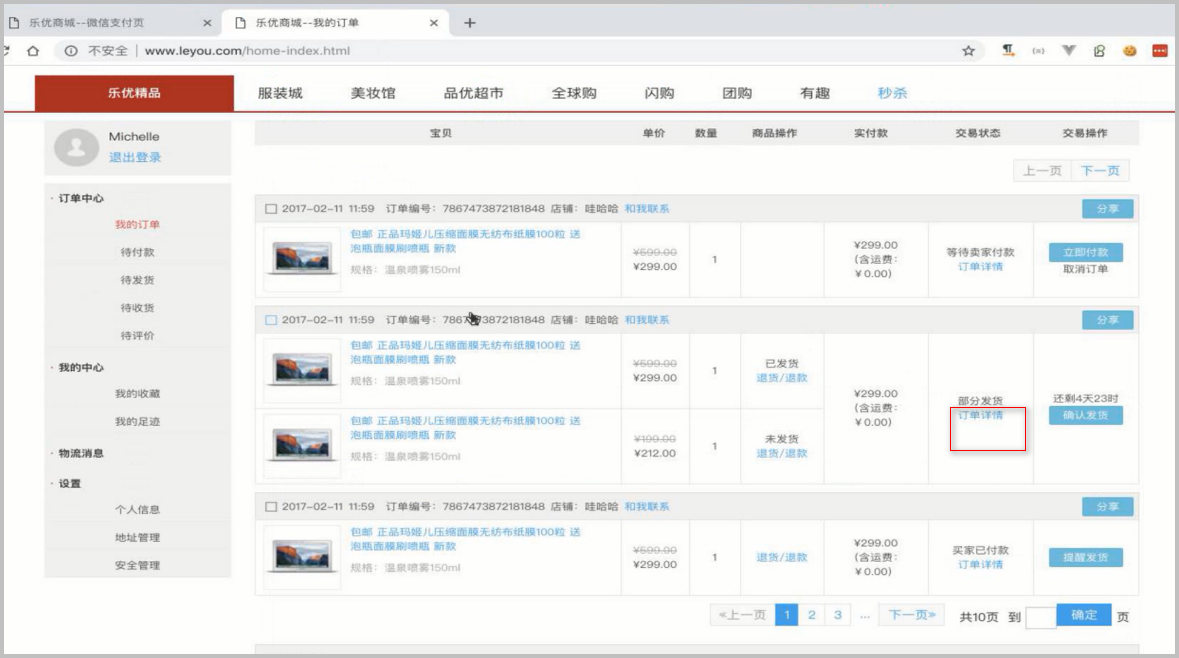 乐优商城--微信支付页
乐优商城--我的订单
不安全 www.leyou.com/home-index.html
乐优精品 服装城 美妆馆 品优超市 全球购 闪购 团购 有趣 秒杀
Michelle
退出登录
· 订单中心
我的订单
待付款
待发货
待收货
待评价
· 我的中心
我的收藏
我的足迹
· 物流消息
· 设置
个人信息
地址管理
安全管理
宝贝 单价 数量 商品操作 实付款 交易状态 交易操作
上一页 下一页
2017-02-11 11:59 订单编号：7867473872181848 店铺：哇哈哈 和我联系 分享
包邮 正品玛姬儿压缩面膜无纺布纸膜100粒 送
泡瓶面膜刷喷瓶 新款
规格：温泉喷雾150ml
¥599.00
¥299.00
1
¥299.00
(含运费：
￥0.00)
等待卖家付款
订单详情
立即付款
取消订单
2017-02-11 11:59 订单编号：7867473872181848 店铺：哇哈哈 和我联系 分享
包邮 正品玛姬儿压缩面膜无纺布纸膜100粒 送
泡瓶面膜刷喷瓶 新款
规格：温泉喷雾150ml
¥599.00
¥299.00
1
已发货
退货/退款
包邮 正品玛姬儿压缩面膜无纺布纸膜100粒 送
泡瓶面膜刷喷瓶 新款
规格：温泉喷雾150ml
¥199.00
¥212.00
1
未发货
退货/退款
¥299.00
(含运费：
￥0.00)
部分发货
订单详情
还剩4天23时
确认发货
2017-02-11 11:59 订单编号：7867473872181848 店铺：哇哈哈 和我联系 分享
包邮 正品玛姬儿压缩面膜无纺布纸膜100粒 送
泡瓶面膜刷喷瓶 新款
规格：温泉喷雾150ml
¥599.00
¥299.00
1
退货/退款
¥299.00
(含运费：
￥0.00)
买家已付款
订单详情
提醒发货
«上一页 1 2 3 ... 下一页» 共10页 到 确定 页